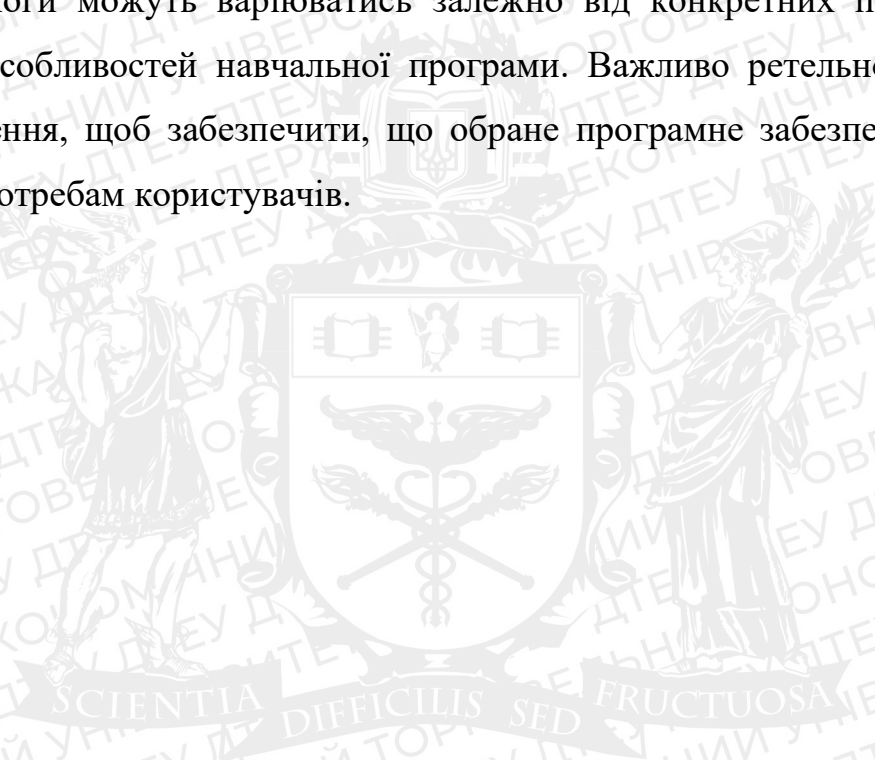 оги можуть варіюватись залежно від конкретних п
собливостей навчальної програми. Важливо ретельн
ення, щоб забезпечити, що обране програмне забезпе
отребам користувачів.
SCIENTIA DIFFICILIS SED FRUCTUOSA